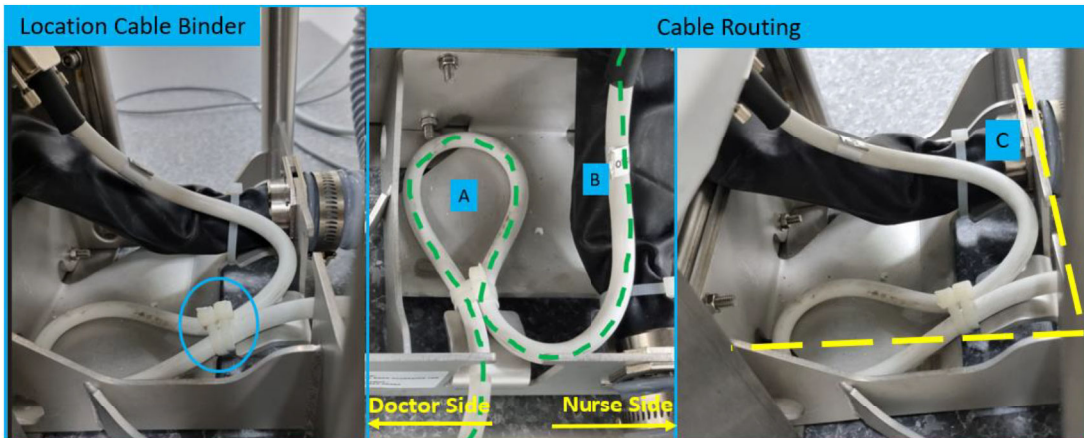 Location Cable Binder
Cable Routing
A
B
C
Doctor Side
Nurse Side